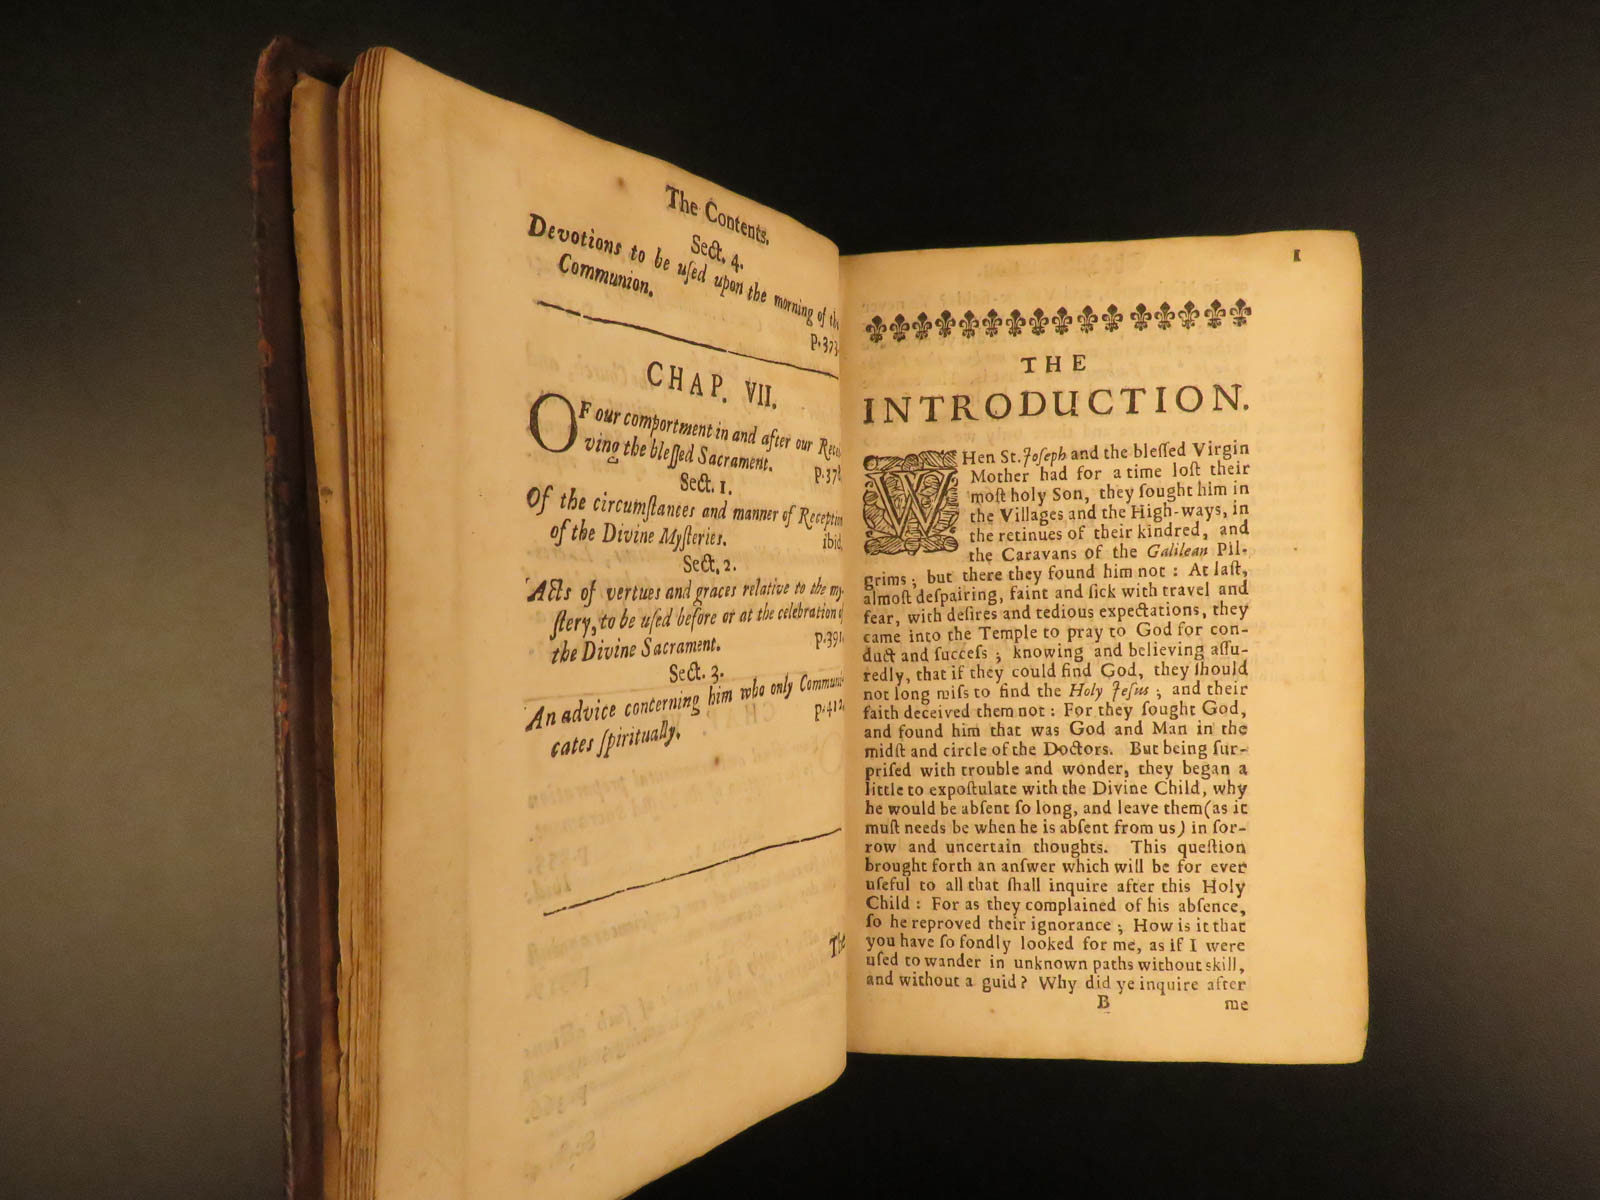 The Contents.
Sect. 4.
Devotions to be uſed upon the morning of the
Communion.
p. 373.
CHAP. VII.
OF our comportment in and after our Recei-
ving the bleſſed Sacrament.
p. 378
Sect. 1.
Of the circumſtances and manner of Reception
of the Divine Myſteries.
ibid.
Sect. 2.
Acts of vertues and graces relative to the my-
ſtery, to be uſed before or at the celebration of
the Divine Sacrament.
p. 391.
Sect. 3.
An advice concerning him who only Communi-
cates ſpiritually.
p. 412.
The
1
THE
INTRODUCTION.
WHen St. Joſeph and the bleſſed Virgin
Mother had for a time loſt their
moſt holy Son, they ſought him in
the Villages and the High-ways, in
the retinues of their kindred, and
the Caravans of the Galilean Pil-
grims; but there they found him not: At laſt,
almoſt deſpairing, faint and ſick with travel and
fear, with deſires and tedious expectations, they
came into the Temple to pray to God for con-
duct and ſucceſs; knowing and believing aſſu-
redly, that if they could find God, they ſhould
not long miſs to find the Holy Jeſus; and their
faith deceived them not: For they ſought God,
and found him that was God and Man in the
midſt and circle of the Doctors. But being ſur-
priſed with trouble and wonder, they began a
little to expoſtulate with the Divine Child, why
he would be abſent ſo long, and leave them (as it
muſt needs be when he is abſent from us) in ſor-
row and uncertain thoughts. This queſtion
brought forth an anſwer which will be for ever
uſeful to all that ſhall inquire after this Holy
Child: For as they complained of his abſence,
ſo he reproved their ignorance; How is it that
you have ſo fondly looked for me, as if I were
uſed to wander in unknown paths without skill,
and without a guid? Why did ye inquire after
B
me